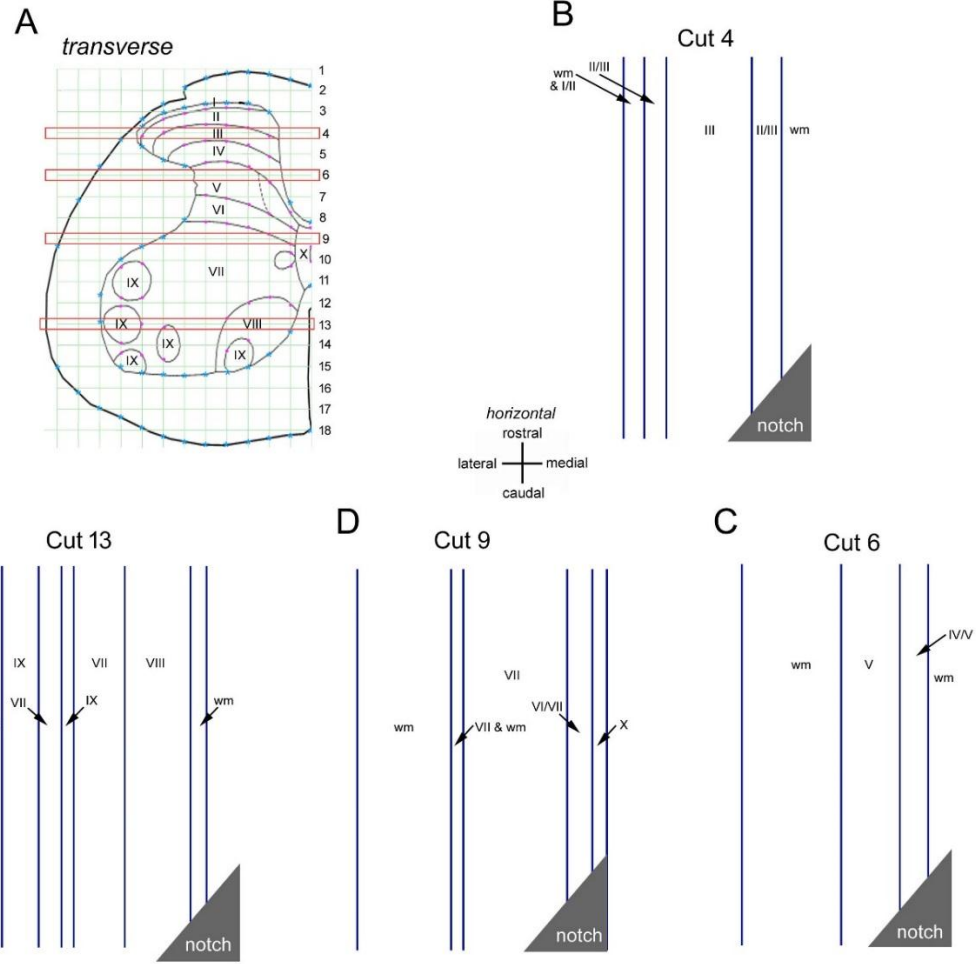 A
transverse
1
2
3
4
5
6
7
8
9
10
11
12
13
14
15
16
17
18
I
II
III
IV
V
VI
VII
X
IX
IX
VIII
IX
IX
IX
B
Cut 4
II/III
wm
& I/II
III
II/III
wm
notch
horizontal
rostral
lateral
medial
caudal
Cut 13
IX
VII
VIII
VII
IX
wm
notch
D
Cut 9
VII
VI/VII
wm
VII & wm
X
notch
C
Cut 6
IV/V
wm
V
wm
notch